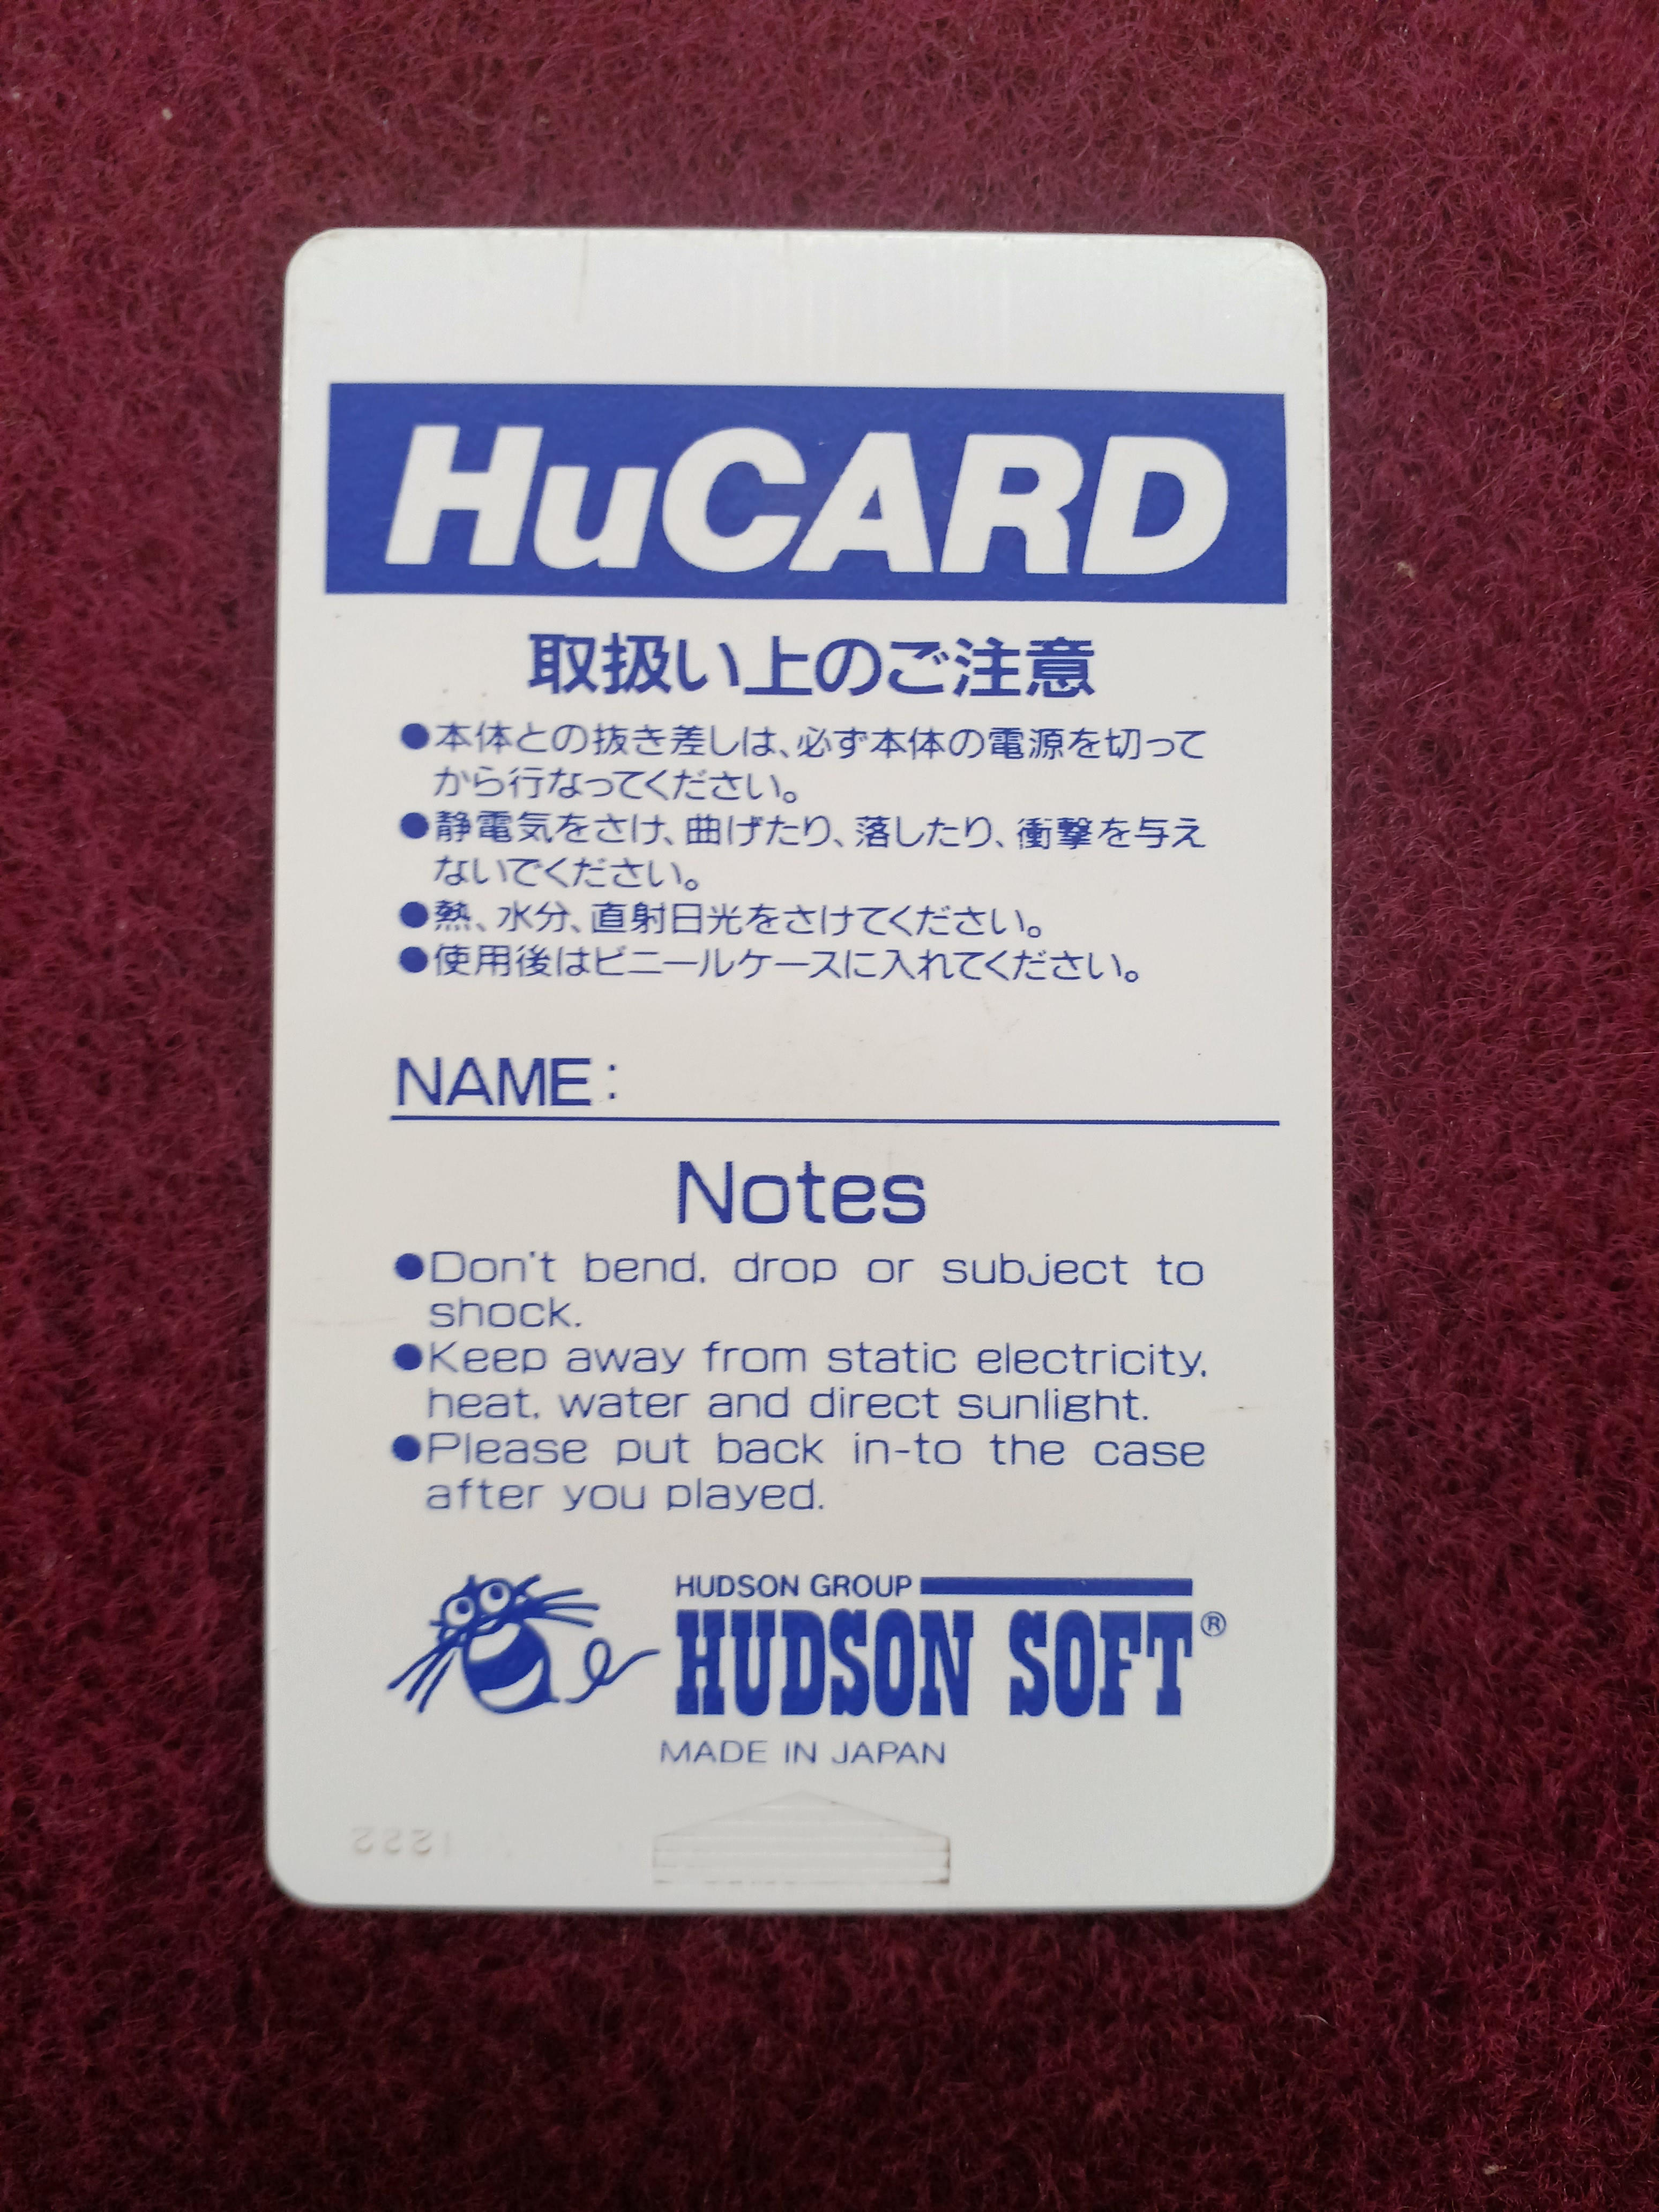 HuCARD
取扱い上のご注意
●本体との抜き差しは、必ず本体の電源を切って
から行なってください。
●静電気をさけ、曲げたり、落したり、衝撃を与え
ないでください。
●熱、水分、直射日光をさけてください。
●使用後はビニールケースに入れてください。
NAME:
Notes
●Don't bend, drop or subject to
shock.
●Keep away from static electricity,
heat, water and direct sunlight.
●Please put back in-to the case
after you played.
HUDSON GROUP
HUDSON SOFT®
MADE IN JAPAN
1222